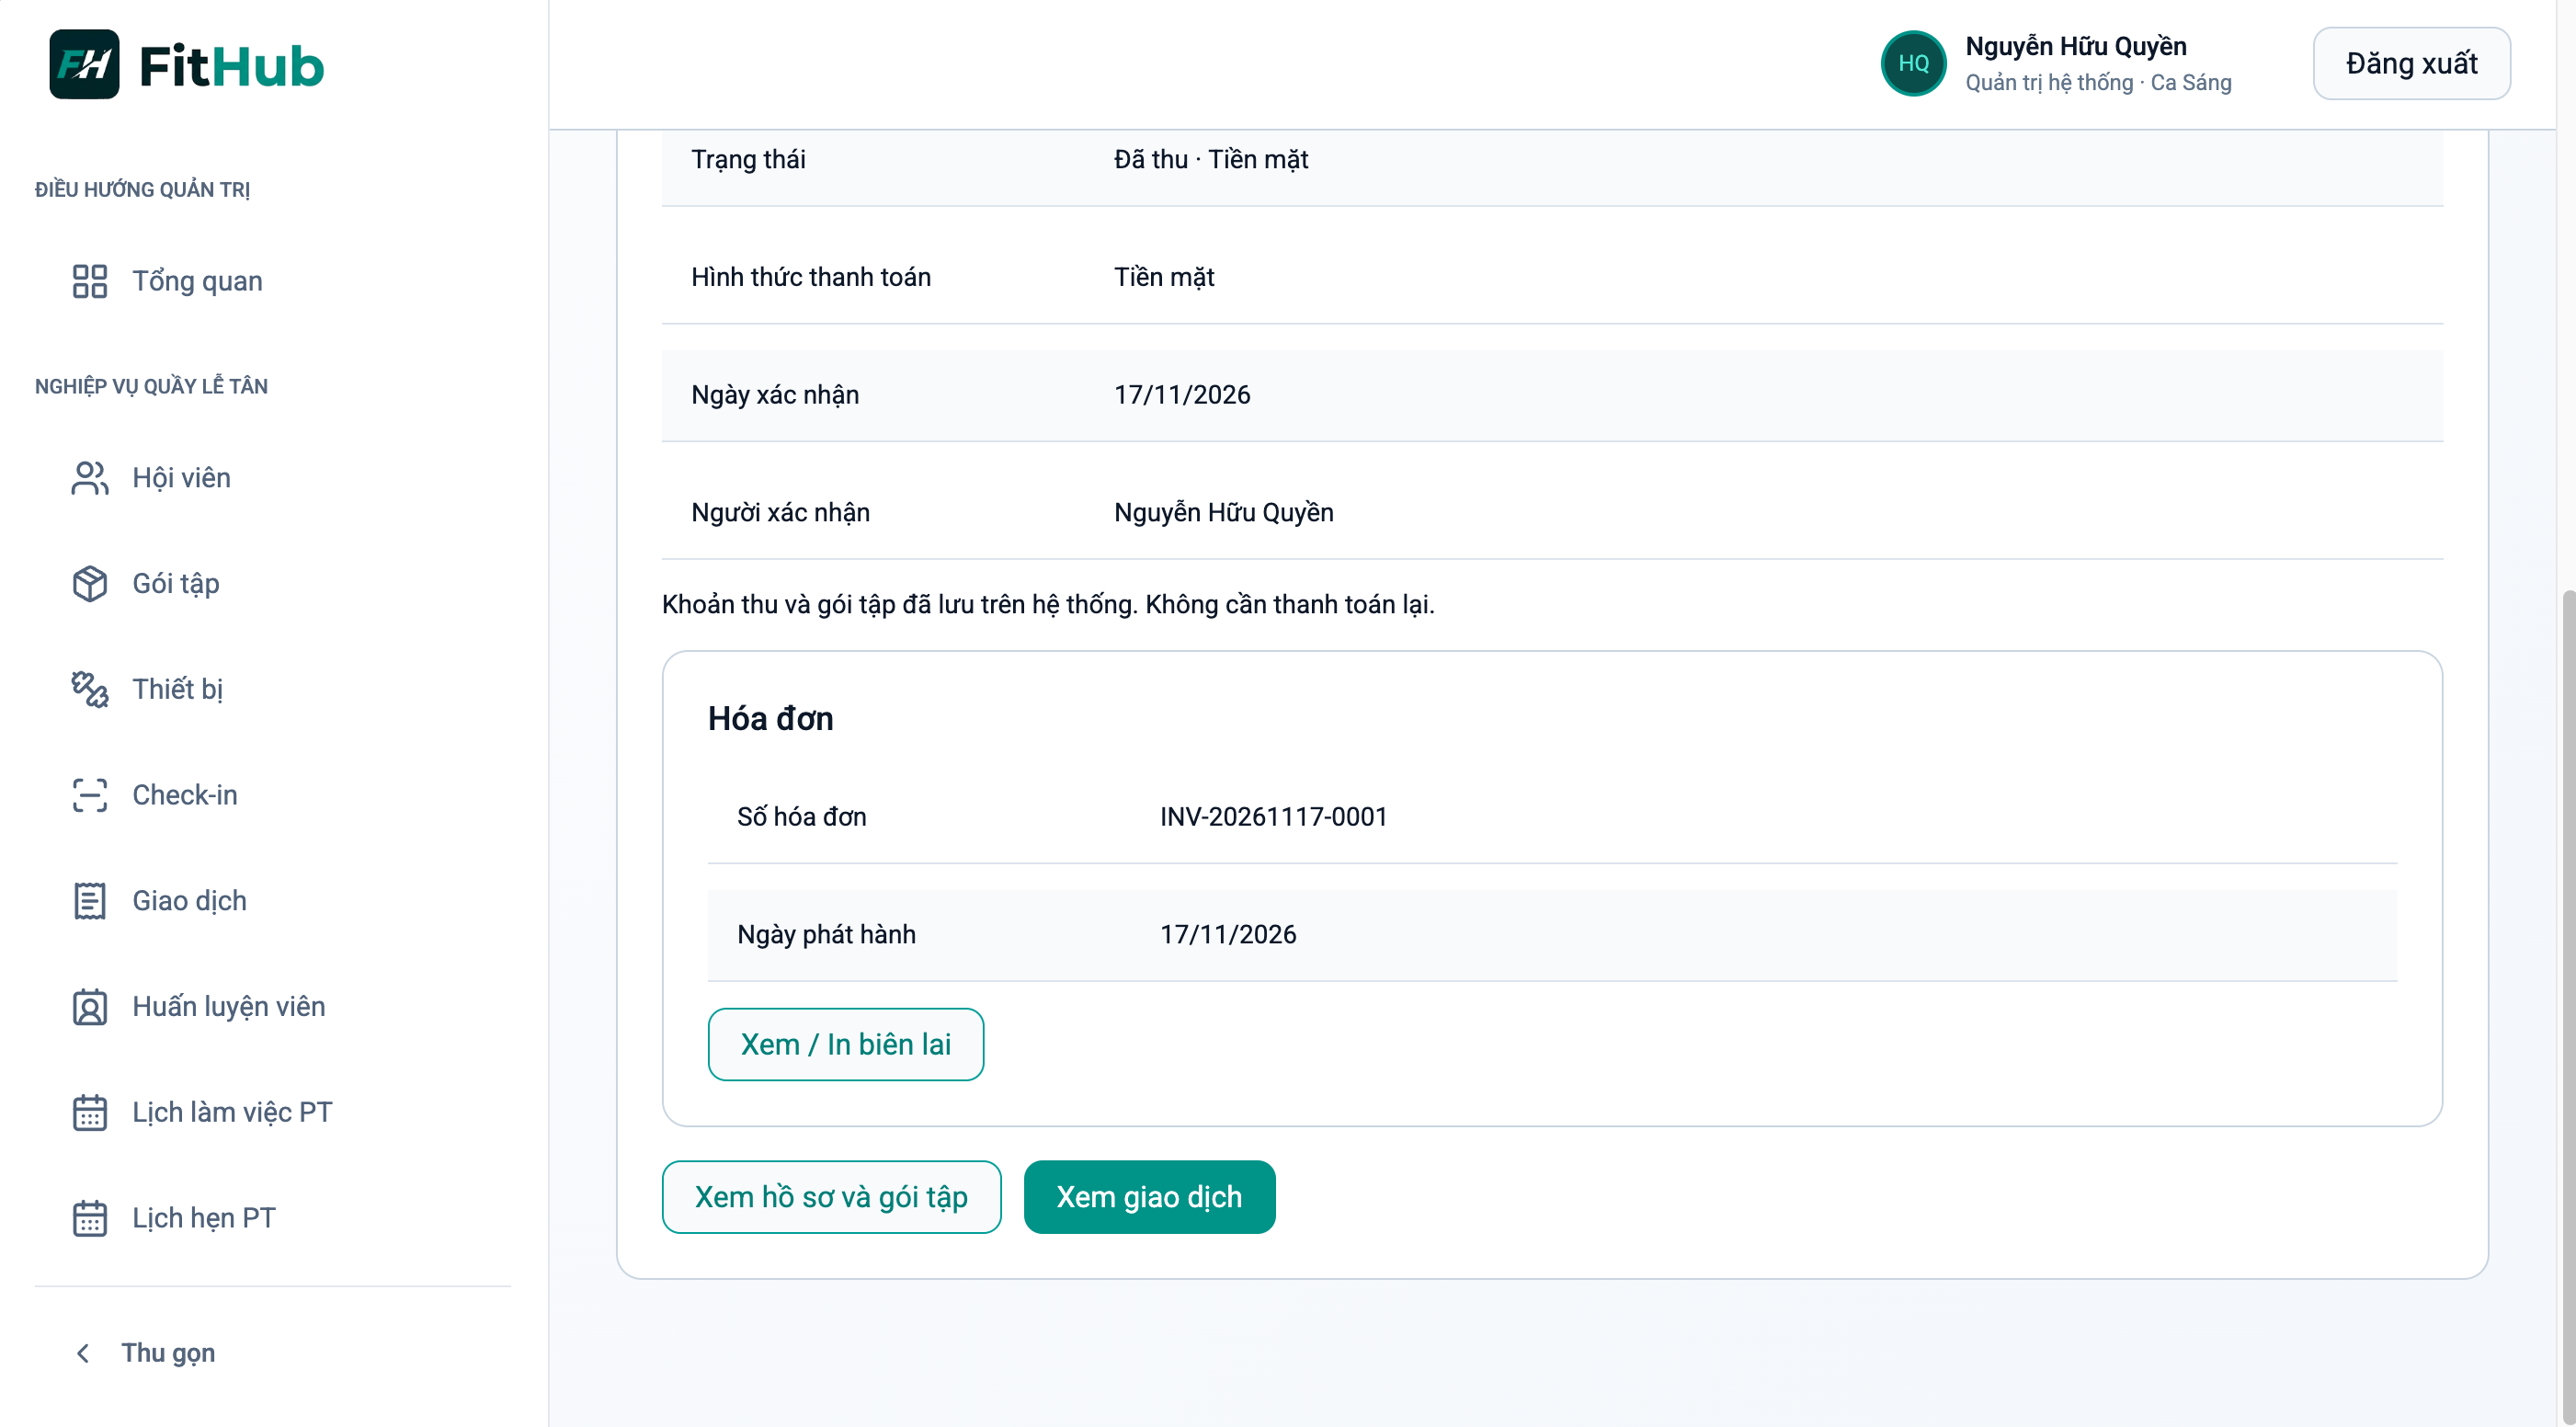 FH FitHub
HQ
Nguyễn Hữu Quyền
Quản trị hệ thống · Ca Sáng
Đăng xuất
ĐIỀU HƯỚNG QUẢN TRỊ
Tổng quan
NGHIỆP VỤ QUẦY LỄ TÂN
Hội viên
Gói tập
Thiết bị
Check-in
Giao dịch
Huấn luyện viên
Lịch làm việc PT
Lịch hẹn PT
Thu gọn
Trạng thái Đã thu · Tiền mặt
Hình thức thanh toán Tiền mặt
Ngày xác nhận 17/11/2026
Người xác nhận Nguyễn Hữu Quyền
Khoản thu và gói tập đã lưu trên hệ thống. Không cần thanh toán lại.
Hóa đơn
Số hóa đơn INV-20261117-0001
Ngày phát hành 17/11/2026
Xem / In biên lai
Xem hồ sơ và gói tập Xem giao dịch